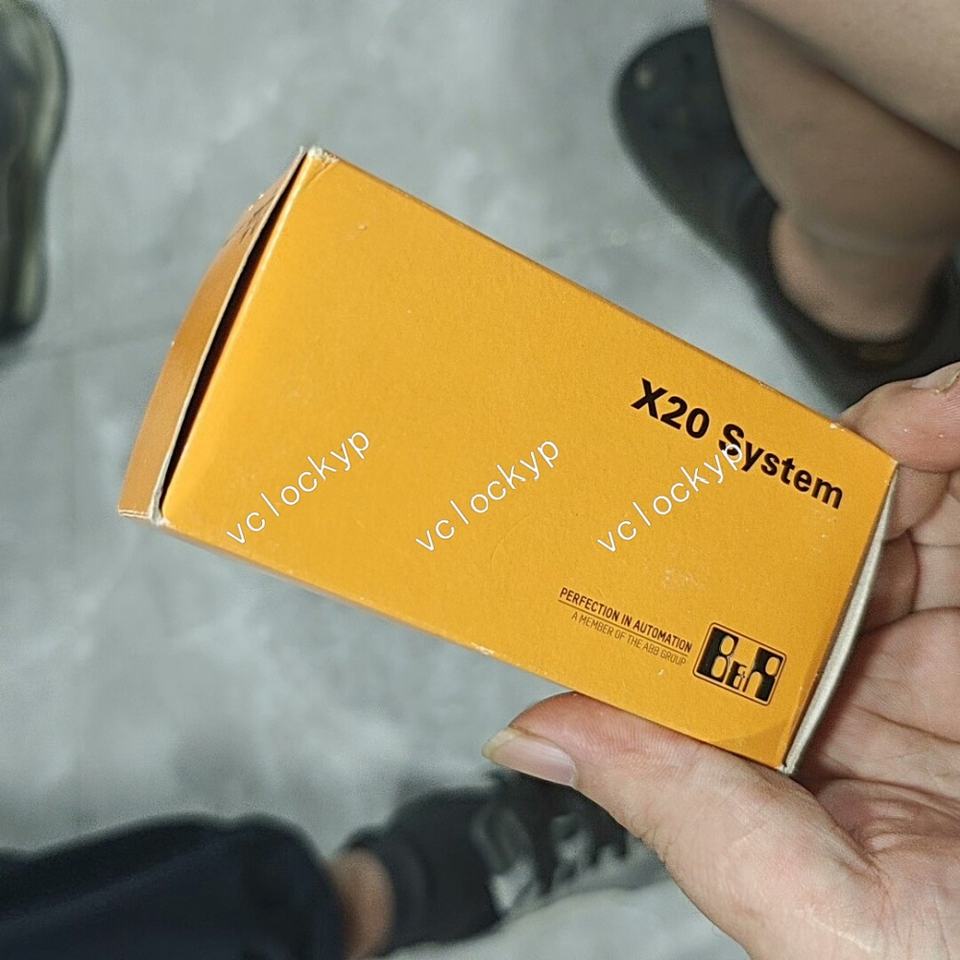 X20 System
vclockyp
vclockyp
vclockyp
PERFECTION IN AUTOMATION
A MEMBER OF THE ABB GROUP
B&R